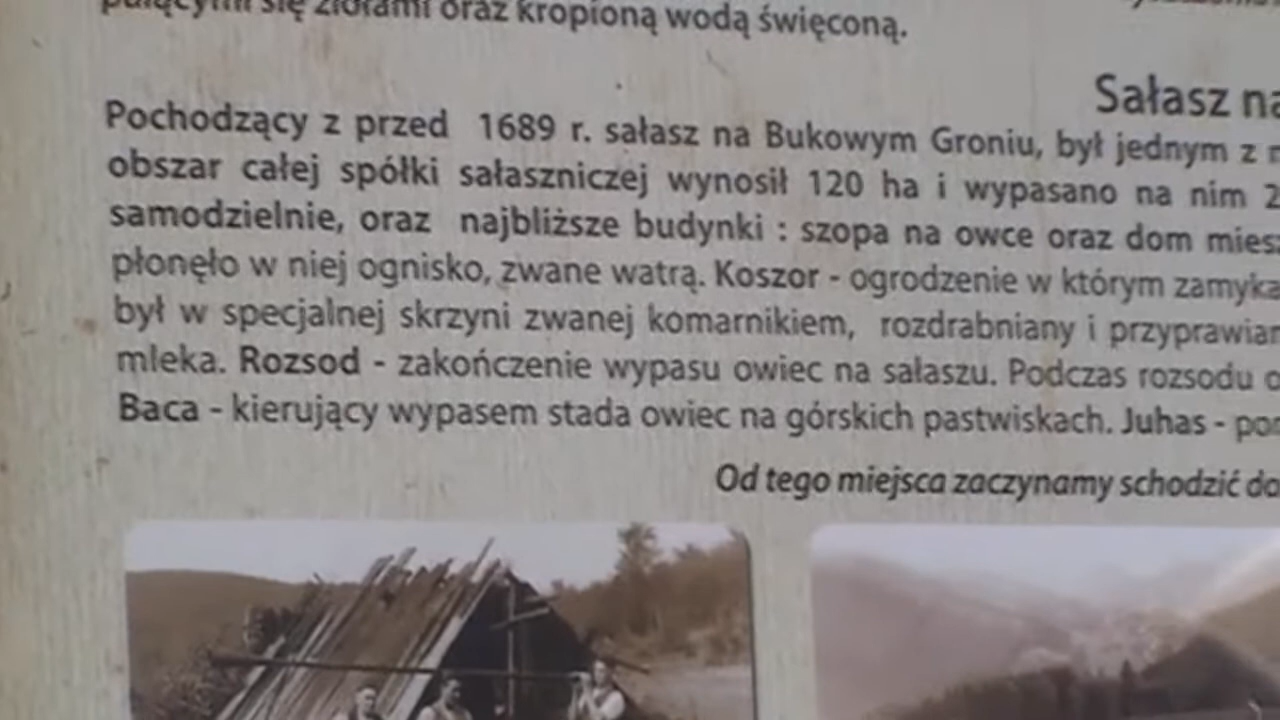 palącymi się ziołami oraz kropioną wodą święconą.
Sałasz na
Pochodzący z przed 1689 r. sałasz na Bukowym Groniu, był jednym z
obszar całej spółki sałaszniczej wynosił 120 ha i wypasano na nim
samodzielnie, oraz najbliższe budynki : szopa na owce oraz dom
płonęło w niej ognisko, zwane watrą. Koszor - ogrodzenie w którym
był w specjalnej skrzyni zwanej komarnikiem, rozdrabniany i
mleka. Rozsod - zakończenie wypasu owiec na sałaszu. Podczas rozsodu
Baca - kierujący wypasem stada owiec na górskich pastwiskach. Juhas -
Od tego miejsca zaczynamy schodzić do